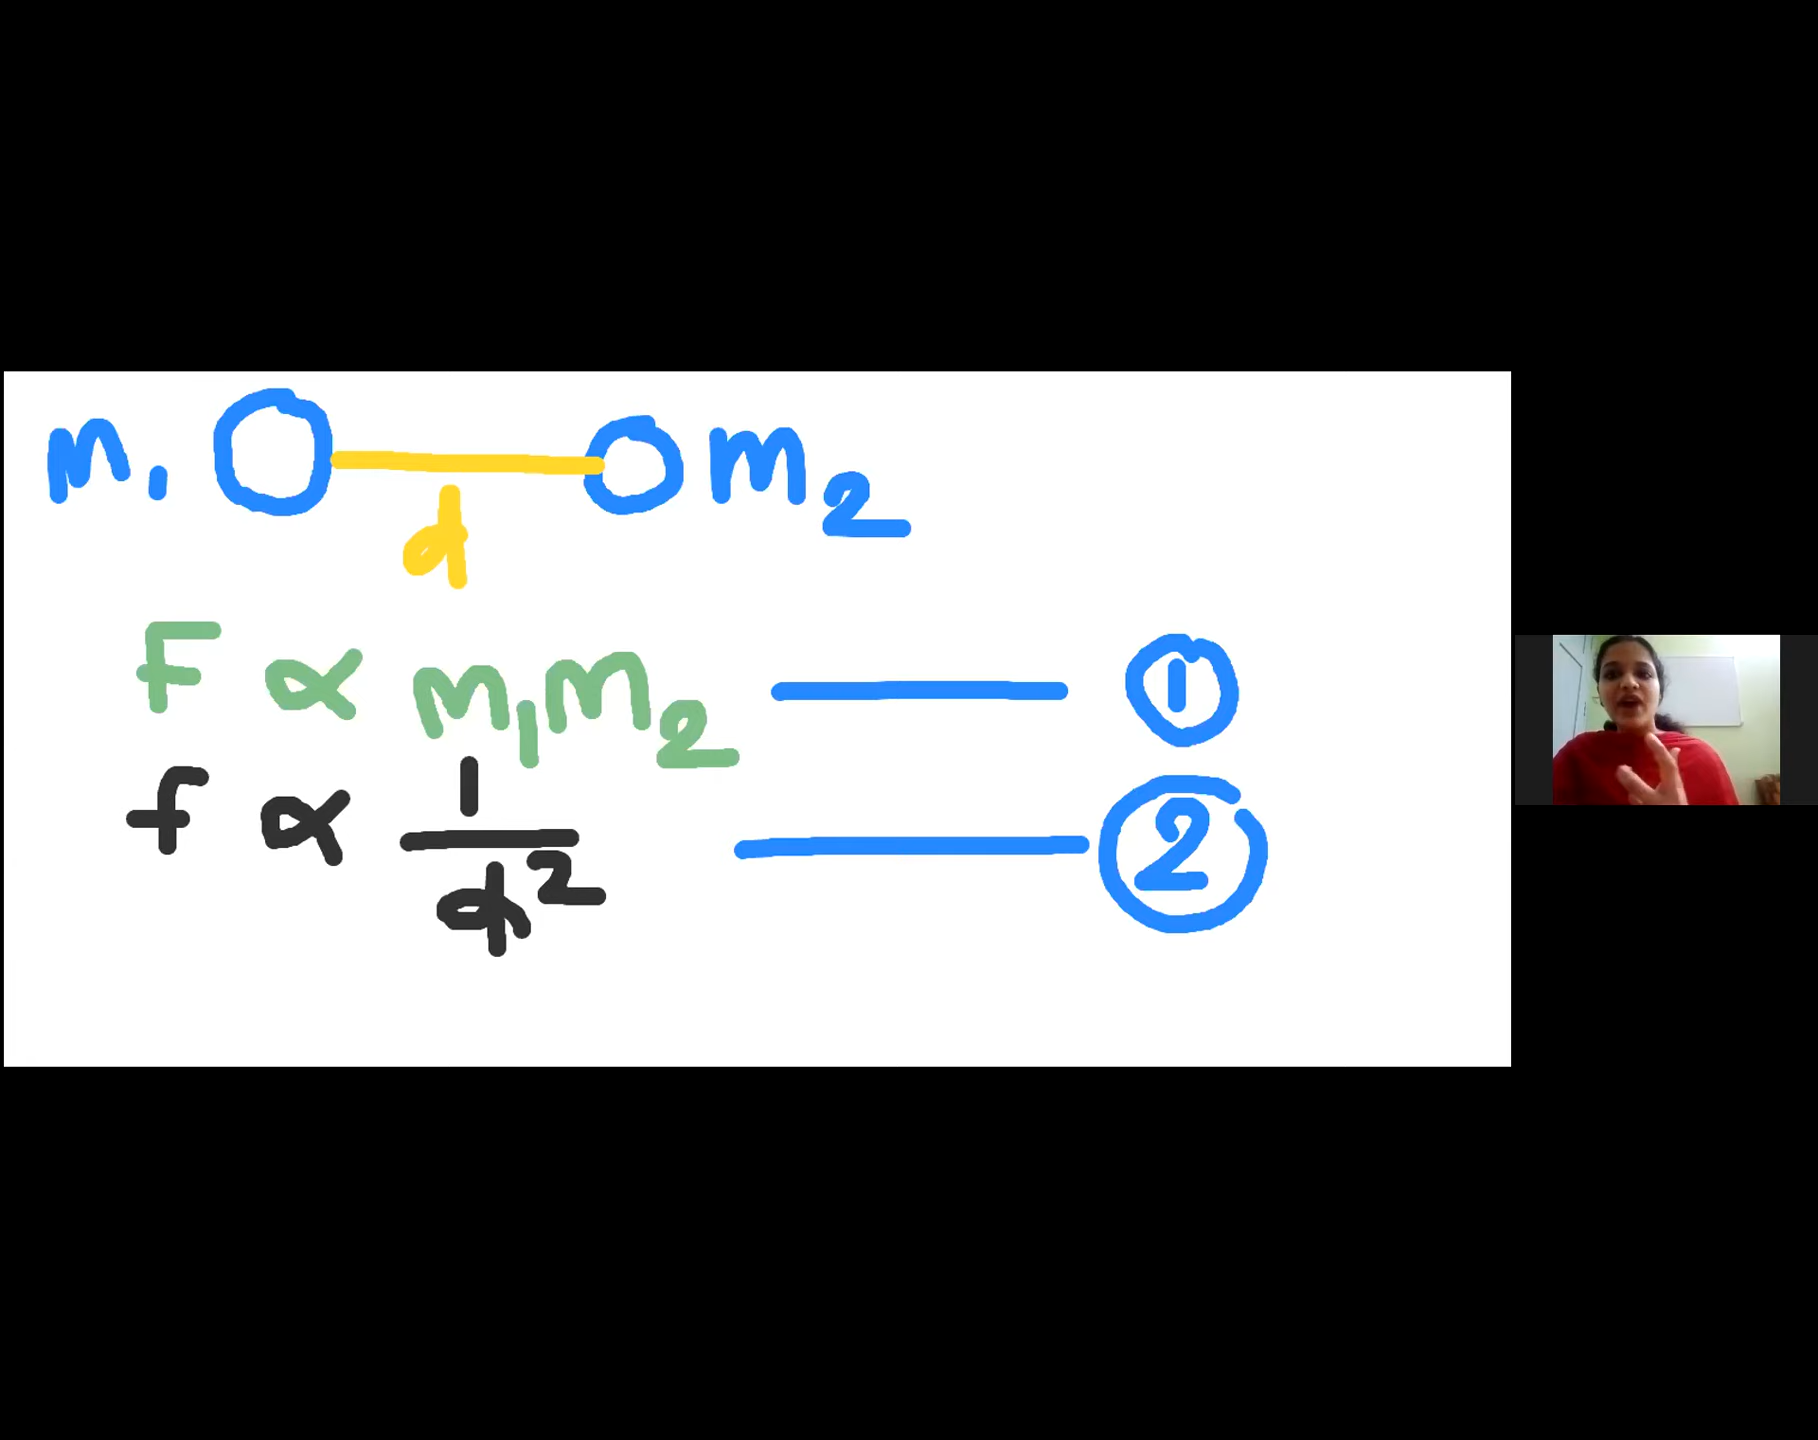 m₁ m₂
d
F ∝ m₁m₂ ①
f ∝ 1/d² ②